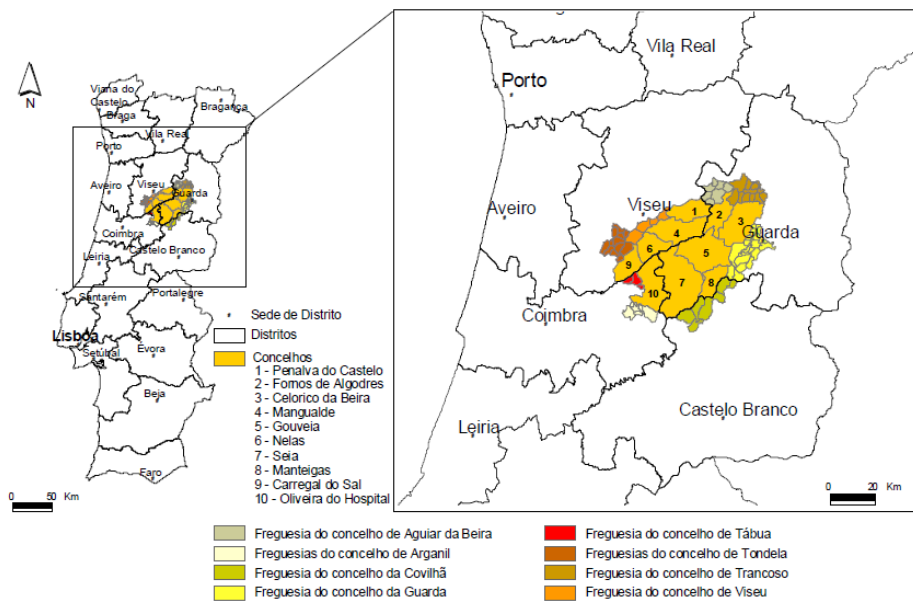 N
Viana do
Castelo
Braga
Bragança
Vila Real
Porto
Aveiro
Viseu
Guarda
Coimbra
Castelo Branco
Leiria
Santarém
Portalegre
Lisboa
Setúbal
Évora
Beja
Faro
0 50 Km
Sede de Distrito
Distritos
Concelhos
1 - Penalva do Castelo
2 - Fornos de Algodres
3 - Celorico da Beira
4 - Mangualde
5 - Gouveia
6 - Nelas
7 - Seia
8 - Manteigas
9 - Carregal do Sal
10 - Oliveira do Hospital
Vila Real
Porto
Viseu
Aveiro
Guarda
1
2
3
4
5
6
7
8
9
10
Coimbra
Castelo Branco
Leiria
0 20 Km
Freguesia do concelho de Aguiar da Beira
Freguesias do concelho de Arganil
Freguesia do concelho da Covilhã
Freguesia do concelho da Guarda
Freguesia do concelho de Tábua
Freguesias do concelho de Tondela
Freguesia do concelho de Trancoso
Freguesia do concelho de Viseu